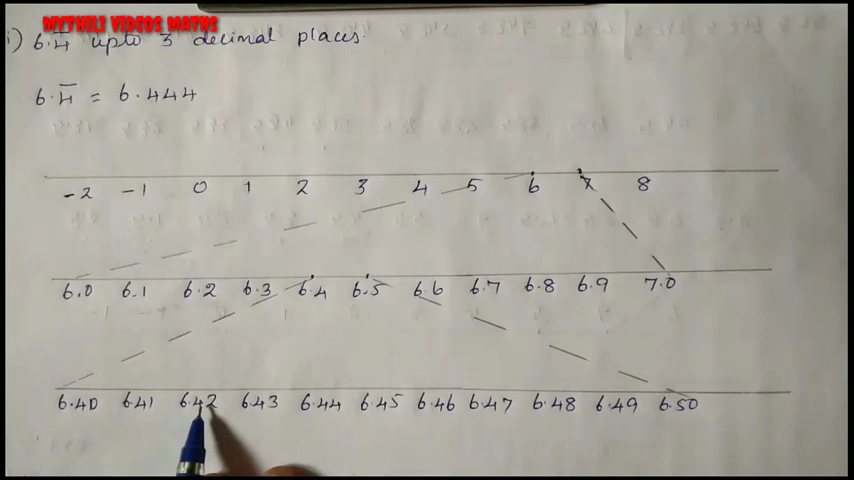 MYTHILI VIDEOS MATHS
i) 6.4̅ upto 3 decimal places.
6.4̅ = 6.444
-2 -1 0 1 2 3 4 5 6 7 8
6.0 6.1 6.2 6.3 6.4 6.5 6.6 6.7 6.8 6.9 7.0
6.40 6.41 6.42 6.43 6.44 6.45 6.46 6.47 6.48 6.49 6.50